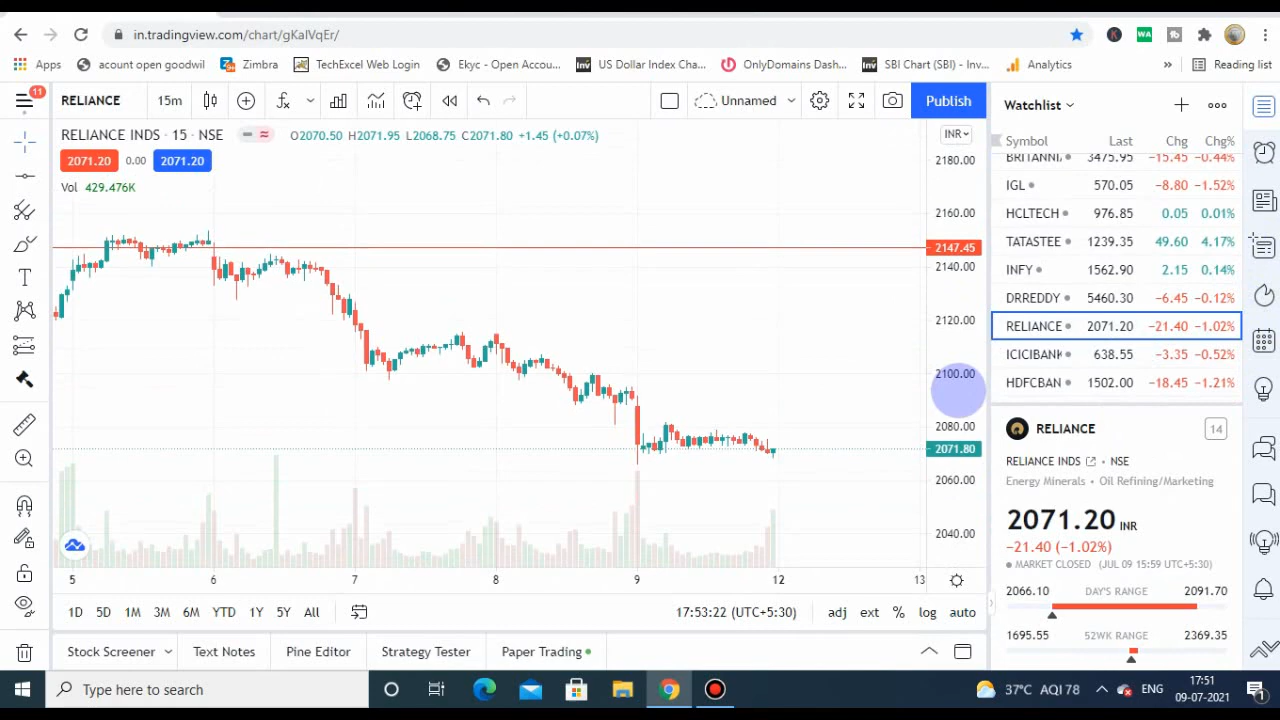 in.tradingview.com/chart/gKaIVqEr/
Apps acount open goodwil Zimbra TechExcel Web Login Ekyc - Open Accou... US Dollar Index Cha... OnlyDomains Dash... SBI Chart (SBI) - Inv... Analytics » Reading list
11
RELIANCE 15m Unnamed Publish
Watchlist
RELIANCE INDS · 15 · NSE O2070.50 H2071.95 L2068.75 C2071.80 +1.45 (+0.07%)
INR
2071.20 0.00 2071.20
Vol 429.476K
2180.00
2160.00
2147.45
2140.00
2120.00
2100.00
2080.00
2071.80
2060.00
2040.00
5 6 7 8 9 12 13
1D 5D 1M 3M 6M YTD 1Y 5Y All 17:53:22 (UTC+5:30) adj ext % log auto
Stock Screener Text Notes Pine Editor Strategy Tester Paper Trading
Symbol Last Chg Chg%
BRITANNI 3475.95 −15.45 −0.44%
IGL 570.05 −8.80 −1.52%
HCLTECH 976.85 0.05 0.01%
TATASTEE 1239.35 49.60 4.17%
INFY 1562.90 2.15 0.14%
DRREDDY 5460.30 −6.45 −0.12%
RELIANCE 2071.20 −21.40 −1.02%
ICICIBANK 638.55 −3.35 −0.52%
HDFCBAN 1502.00 −18.45 −1.21%
RELIANCE 14
RELIANCE INDS • NSE
Energy Minerals • Oil Refining/Marketing
2071.20 INR
−21.40 (−1.02%)
MARKET CLOSED (JUL 09 15:59 UTC+5:30)
2066.10 DAY'S RANGE 2091.70
1695.55 52WK RANGE 2369.35
Type here to search
37°C AQI 78 ENG 17:51
09-07-2021
1